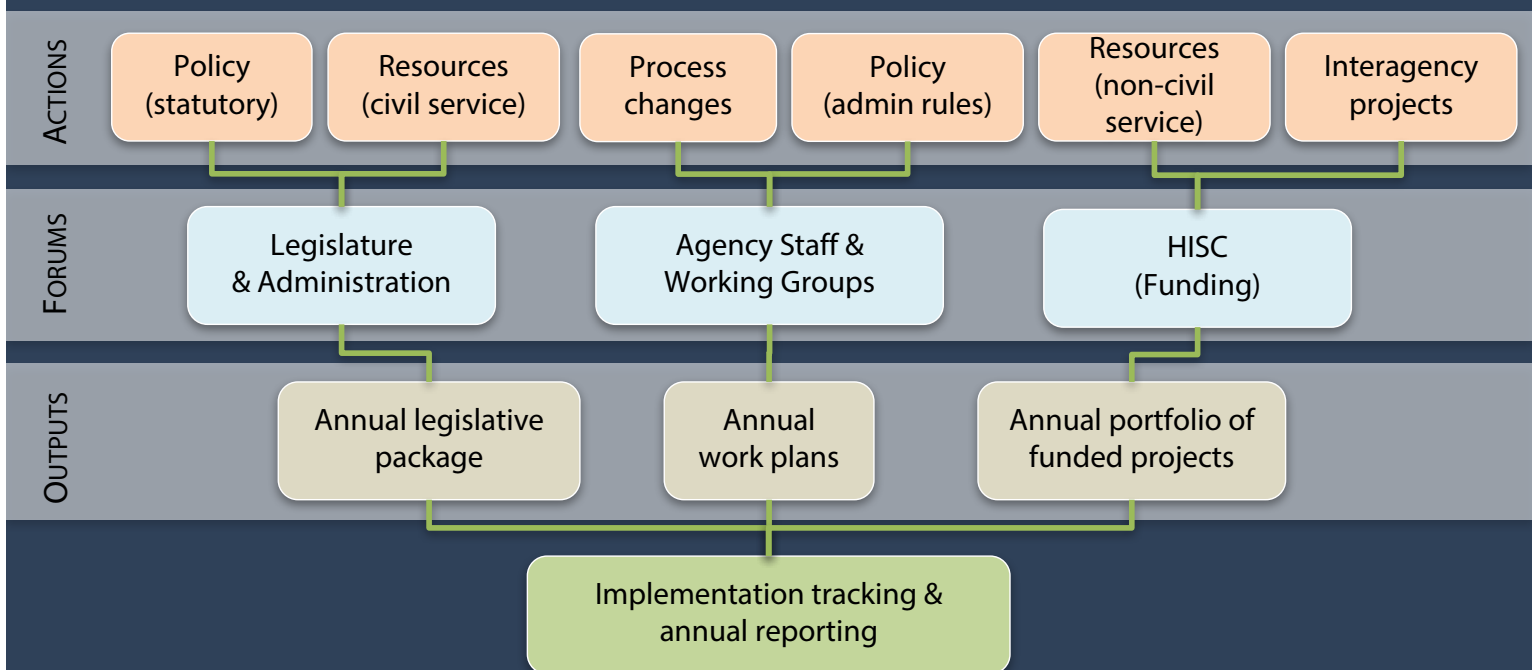 ACTIONS
Policy
(statutory)
Resources
(civil service)
Process
changes
Policy
(admin rules)
Resources
(non-civil
service)
Interagency
projects
FORUMS
Legislature
& Administration
Agency Staff &
Working Groups
HISC
(Funding)
OUTPUTS
Annual legislative
package
Annual
work plans
Annual portfolio of
funded projects
Implementation tracking &
annual reporting